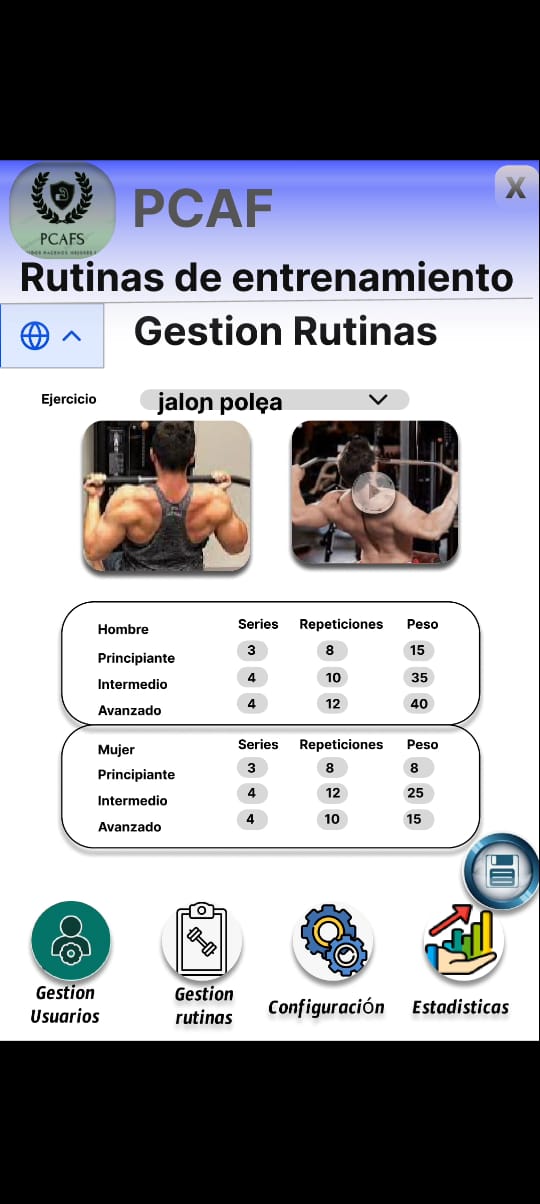 PCAFS
PCAF
X
Rutinas de entrenamiento
Gestion Rutinas
Ejercicio
jalon polea
Hombre Series Repeticiones Peso
Principiante 3 8 15
Intermedio 4 10 35
Avanzado 4 12 40
Mujer Series Repeticiones Peso
Principiante 3 8 8
Intermedio 4 12 25
Avanzado 4 10 15
Gestion
Usuarios
Gestion
rutinas
Configuración
Estadisticas